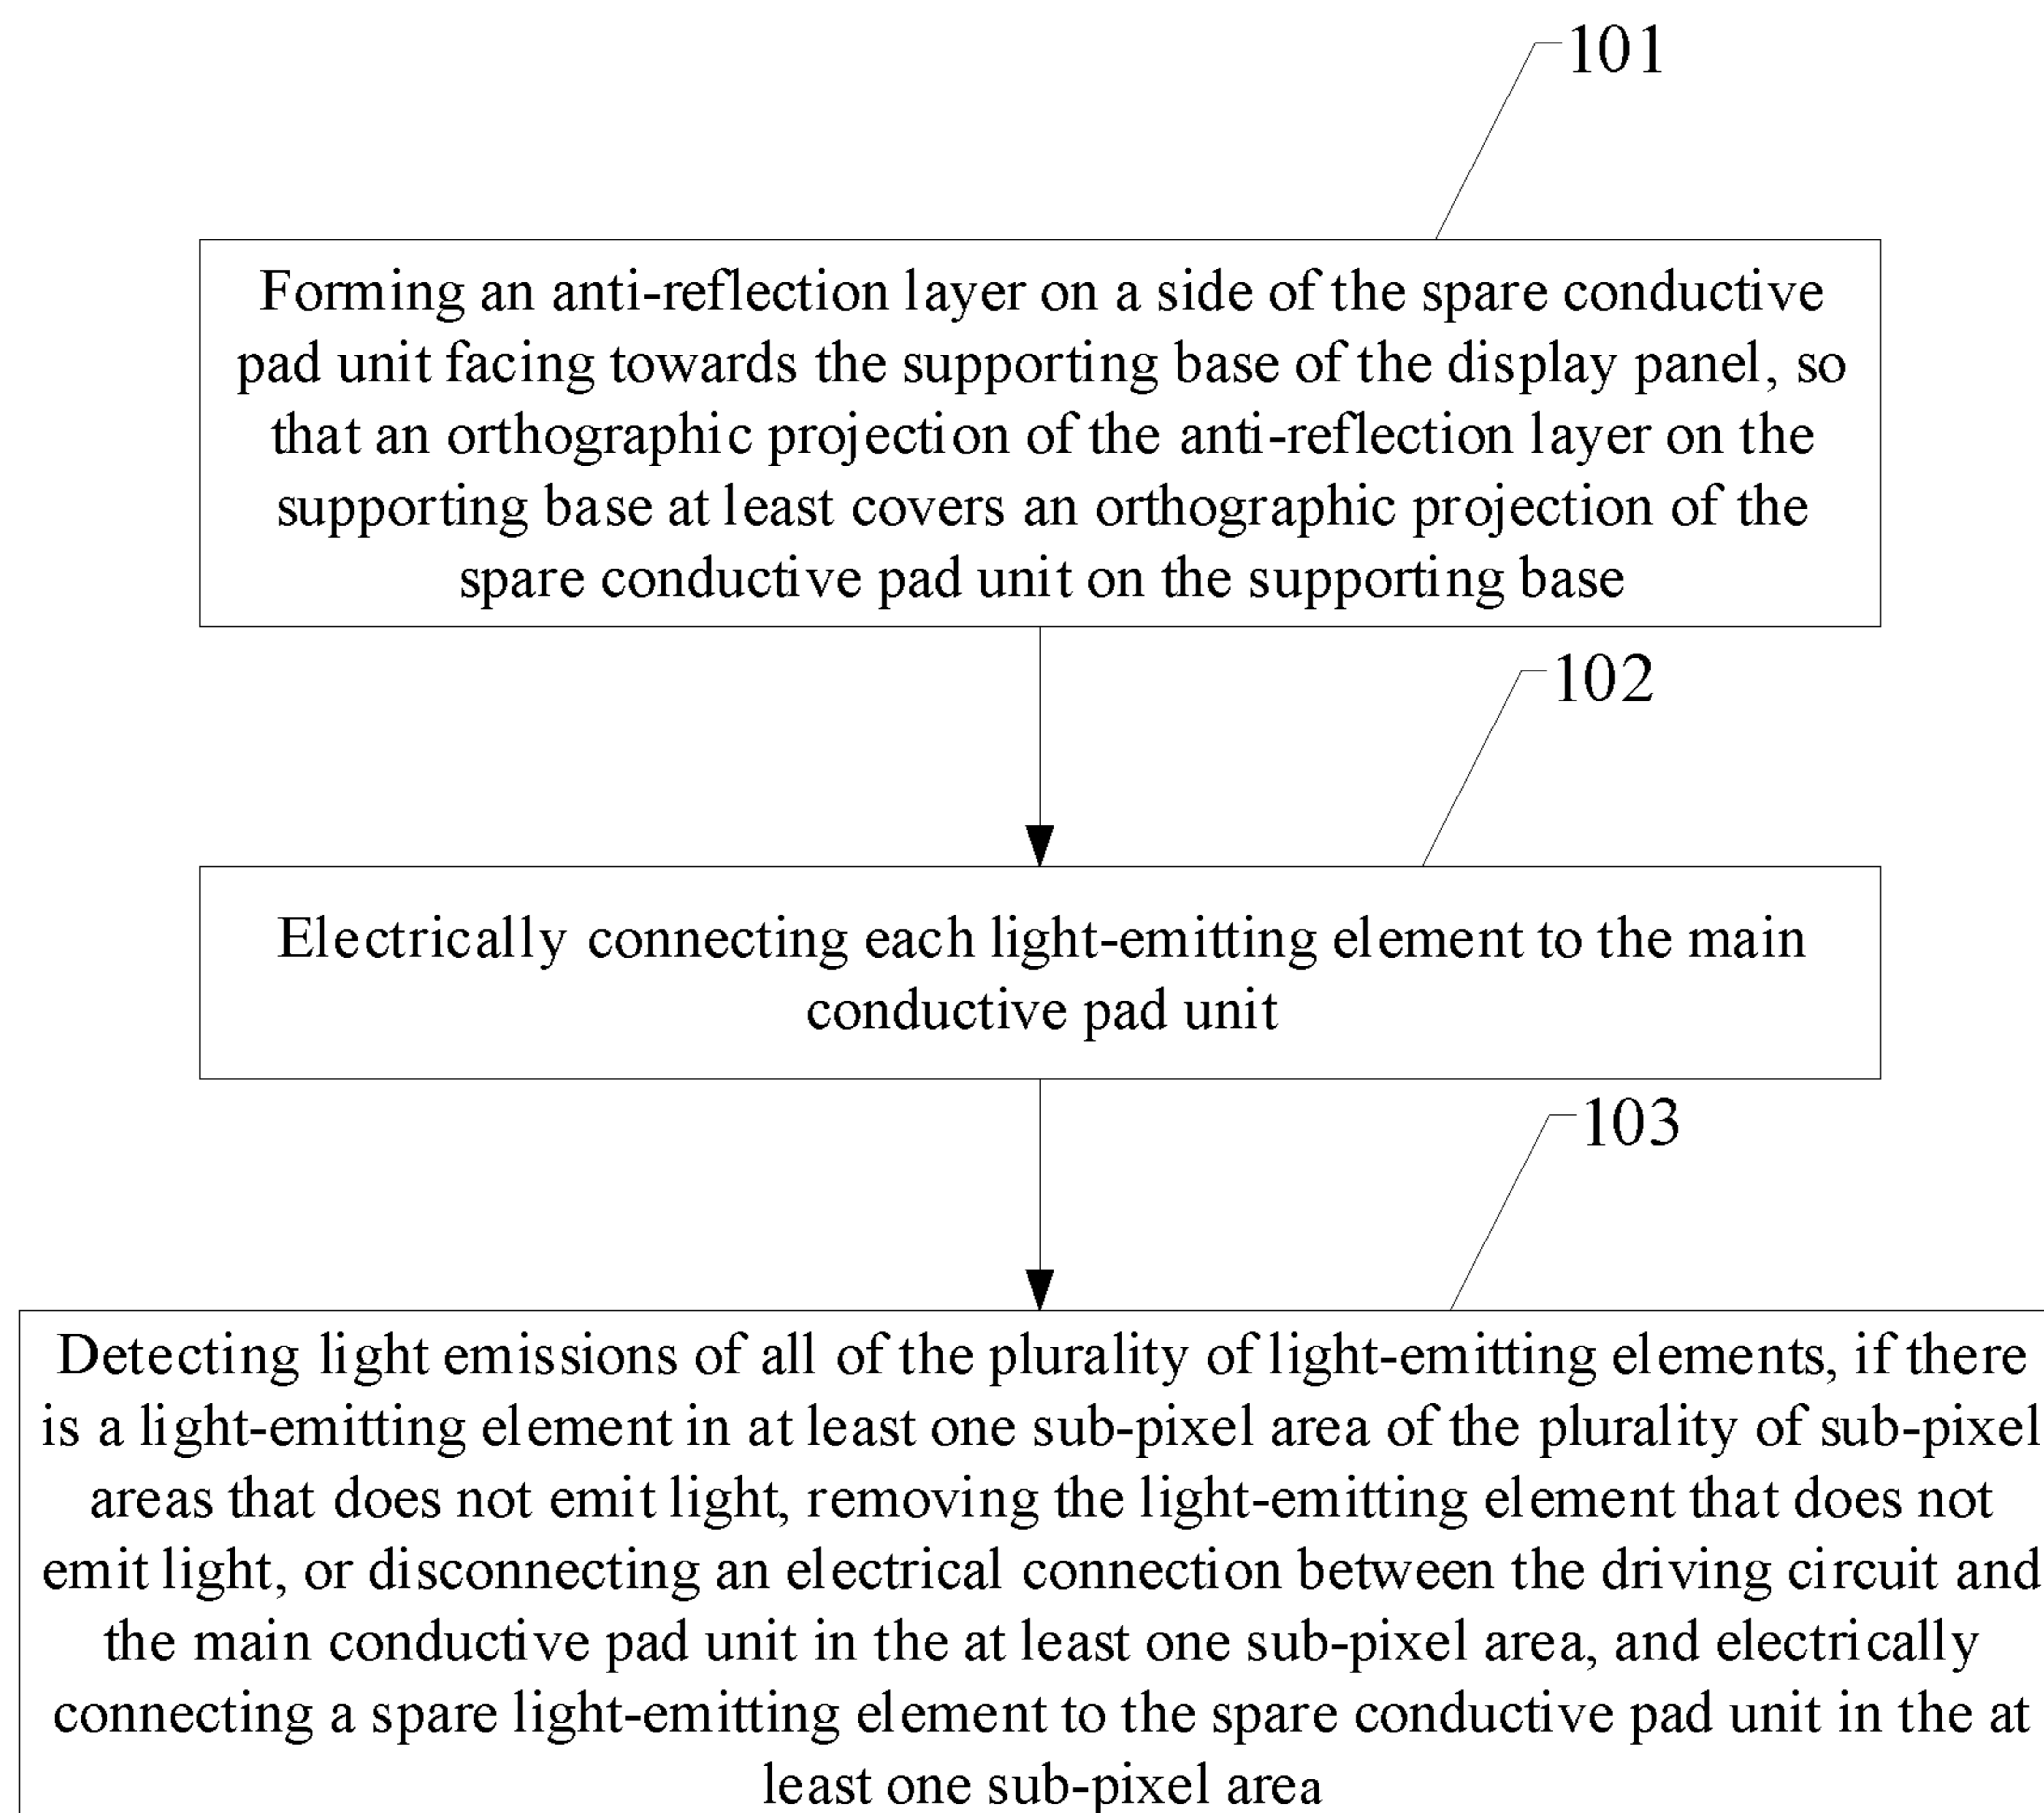 101
Forming an anti-reflection layer on a side of the spare conductive
pad unit facing towards the supporting base of the display panel, so
that an orthographic projection of the anti-reflection layer on the
supporting base at least covers an orthographic projection of the
spare conductive pad unit on the supporting base
102
Electrically connecting each light-emitting element to the main
conductive pad unit
103
Detecting light emissions of all of the plurality of light-emitting elements, if there
is a light-emitting element in at least one sub-pixel area of the plurality of sub-pixel
areas that does not emit light, removing the light-emitting element that does not
emit light, or disconnecting an electrical connection between the driving circuit and
the main conductive pad unit in the at least one sub-pixel area, and electrically
connecting a spare light-emitting element to the spare conductive pad unit in the at
least one sub-pixel area